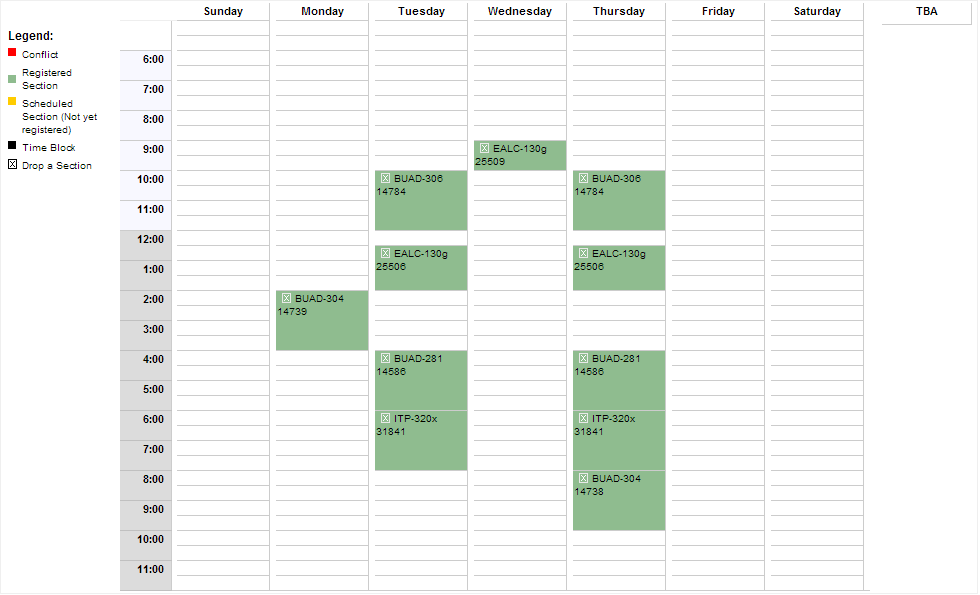 Sunday Monday Tuesday Wednesday Thursday Friday Saturday TBA
Legend:
Conflict
Registered
Section
Scheduled
Section (Not yet
registered)
Time Block
Drop a Section
6:00
7:00
8:00
9:00
EALC-130g
25509
10:00
BUAD-306 BUAD-306
14784 14784
11:00
12:00
EALC-130g EALC-130g
25506 25506
1:00
2:00
BUAD-304
14739
3:00
4:00
BUAD-281 BUAD-281
14586 14586
5:00
6:00
ITP-320x ITP-320x
31841 31841
7:00
8:00
BUAD-304
14738
9:00
10:00
11:00